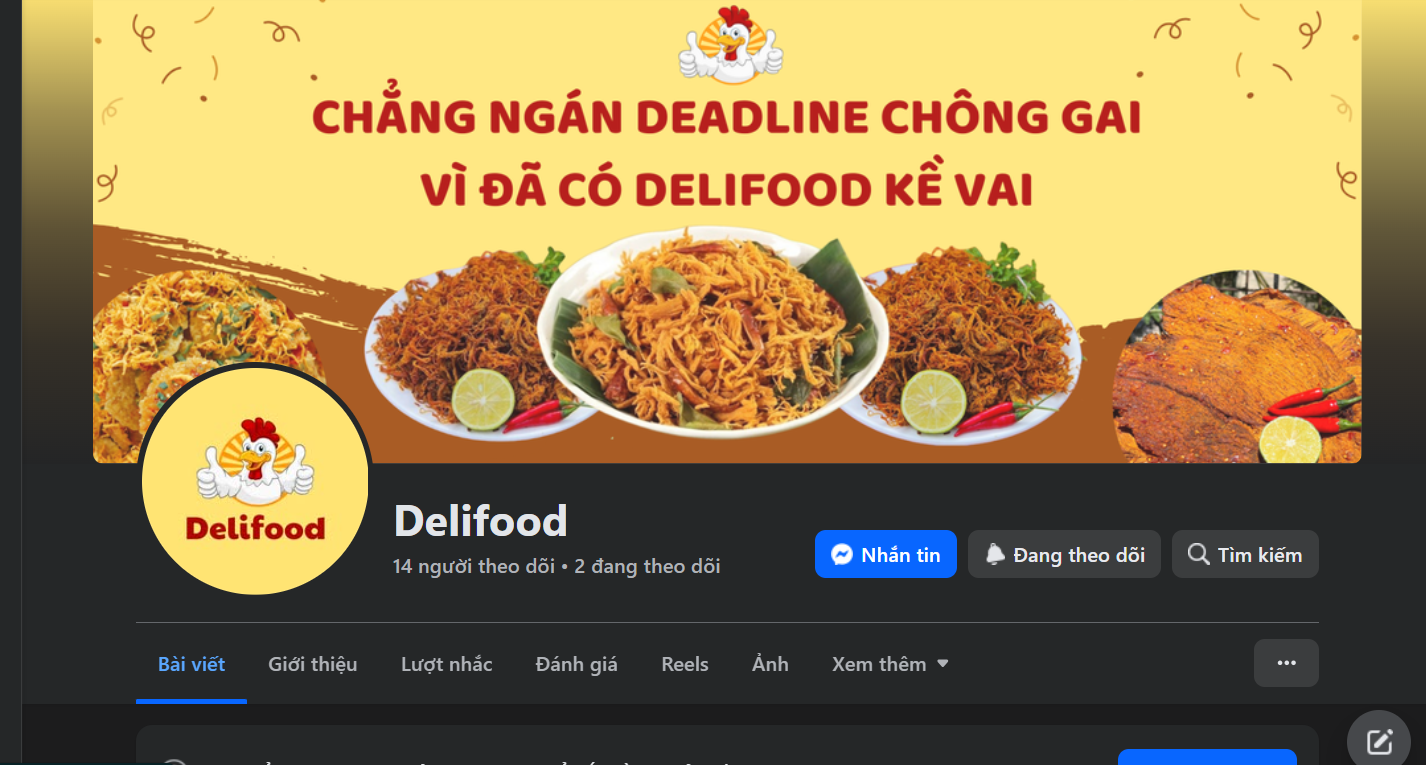 CHẲNG NGÁN DEADLINE CHÔNG GAI
VÌ ĐÃ CÓ DELIFOOD KỀ VAI
Delifood
Delifood
14 người theo dõi • 2 đang theo dõi
Nhắn tin
Đang theo dõi
Tìm kiếm
Bài viết
Giới thiệu
Lượt nhắc
Đánh giá
Reels
Ảnh
Xem thêm